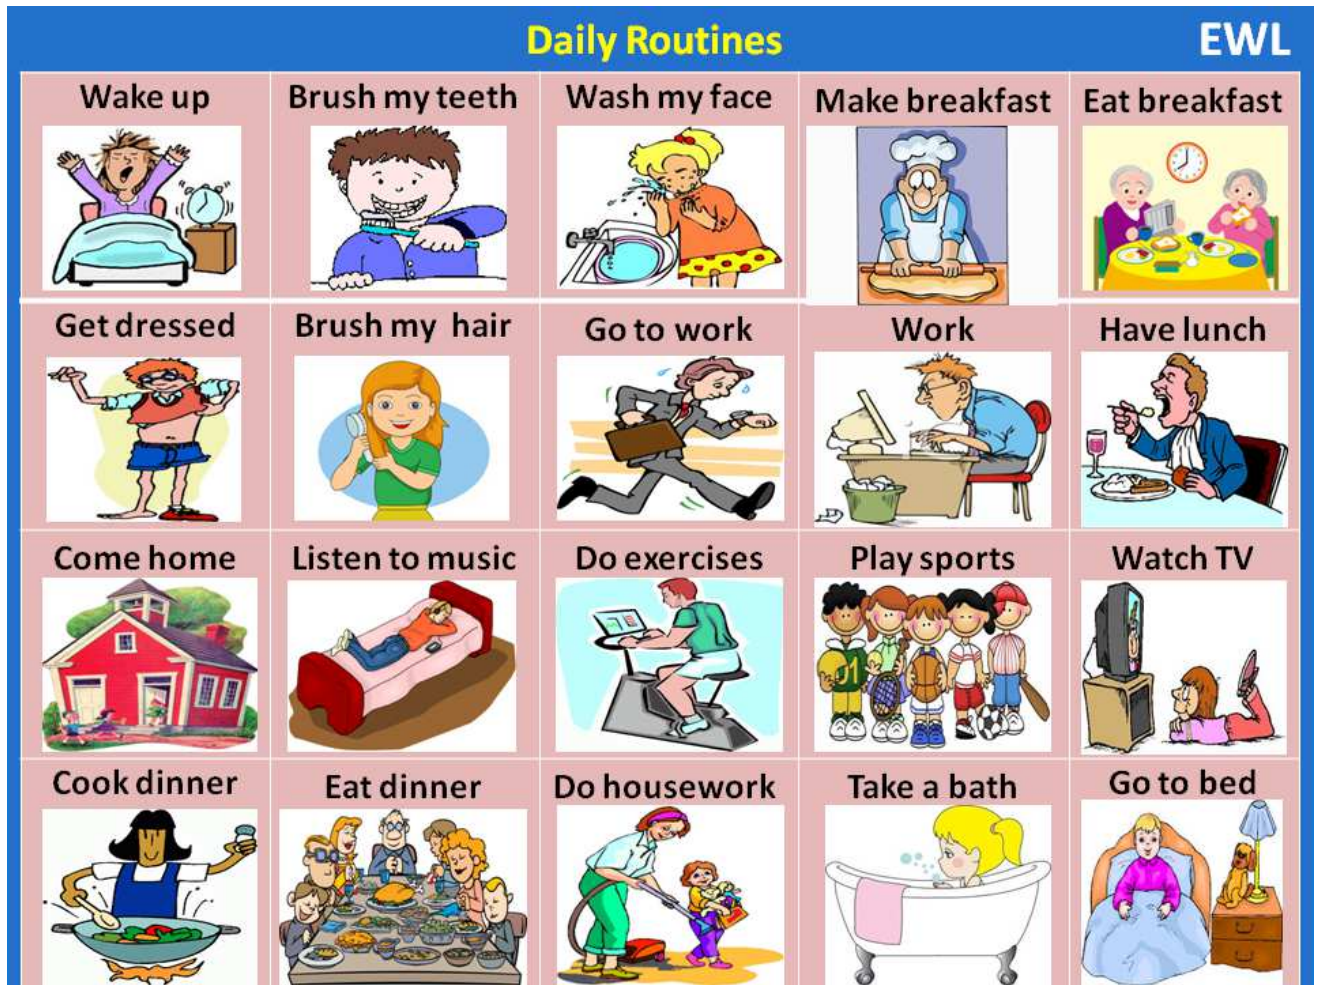 Daily Routines
EWL
Wake up
Brush my teeth
Wash my face
Make breakfast
Eat breakfast
Get dressed
Brush my hair
Go to work
Work
Have lunch
Come home
Listen to music
Do exercises
Play sports
Watch TV
Cook dinner
Eat dinner
Do housework
Take a bath
Go to bed